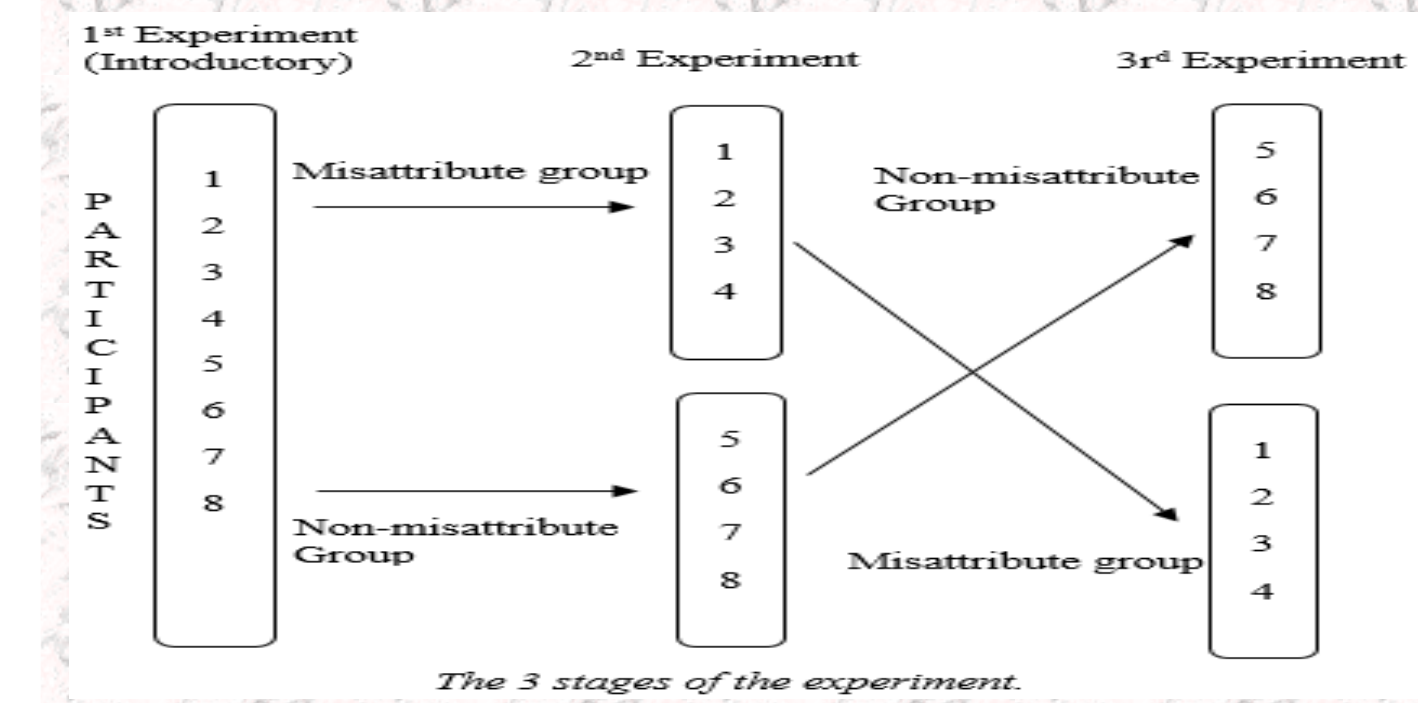 1st Experiment
(Introductory)
2nd Experiment
3rd Experiment
PARTICIPANTS
1
2
3
4
5
6
7
8
Misattribute group
Non-misattribute
Group
1
2
3
4
5
6
7
8
Non-misattribute
Group
Misattribute group
5
6
7
8
1
2
3
4
The 3 stages of the experiment.